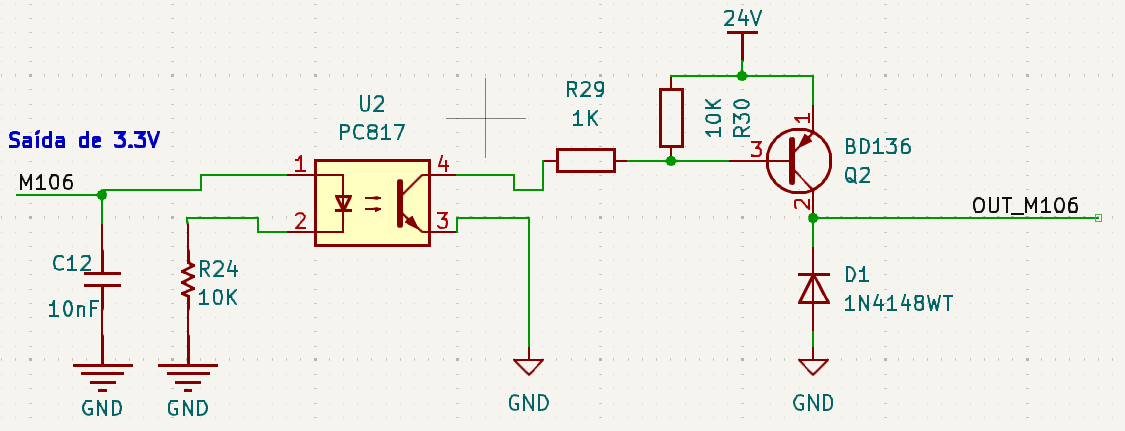 24V
R29
1K
10K
R30
1
3
BD136
Q2
2
OUT_M106
U2
PC817
Saída de 3.3V
M106
1
4
2
3
C12
10nF
R24
10K
D1
1N4148WT
GND
GND
GND
GND